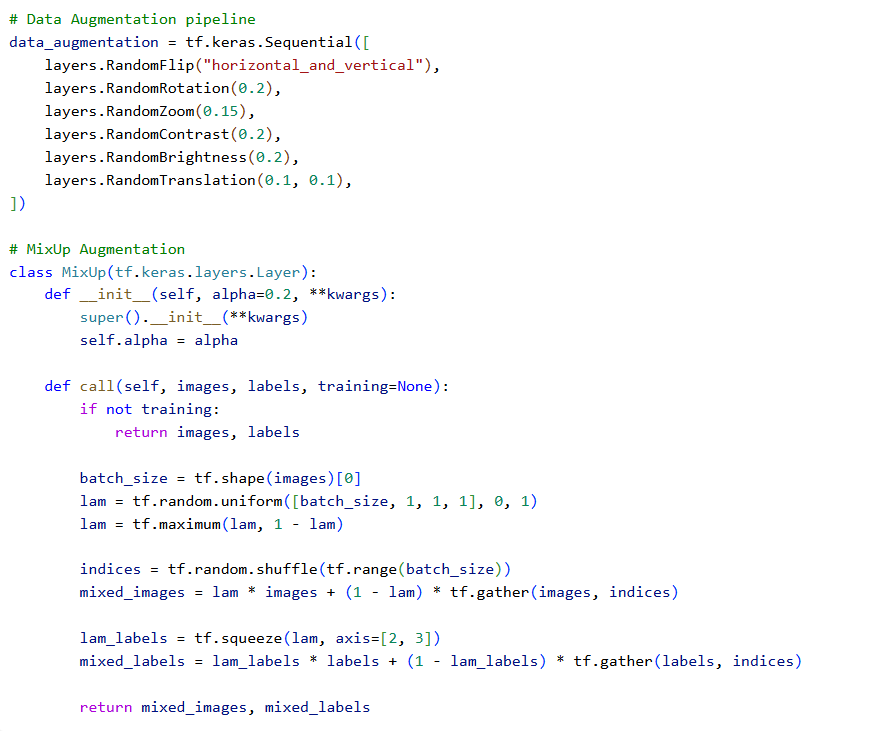 # Data Augmentation pipeline
data_augmentation = tf.keras.Sequential([
    layers.RandomFlip("horizontal_and_vertical"),
    layers.RandomRotation(0.2),
    layers.RandomZoom(0.15),
    layers.RandomContrast(0.2),
    layers.RandomBrightness(0.2),
    layers.RandomTranslation(0.1, 0.1),
])

# MixUp Augmentation
class MixUp(tf.keras.layers.Layer):
    def __init__(self, alpha=0.2, **kwargs):
        super().__init__(**kwargs)
        self.alpha = alpha

    def call(self, images, labels, training=None):
        if not training:
            return images, labels

        batch_size = tf.shape(images)[0]
        lam = tf.random.uniform([batch_size, 1, 1, 1], 0, 1)
        lam = tf.maximum(lam, 1 - lam)

        indices = tf.random.shuffle(tf.range(batch_size))
        mixed_images = lam * images + (1 - lam) * tf.gather(images, indices)

        lam_labels = tf.squeeze(lam, axis=[2, 3])
        mixed_labels = lam_labels * labels + (1 - lam_labels) * tf.gather(labels, indices)

        return mixed_images, mixed_labels